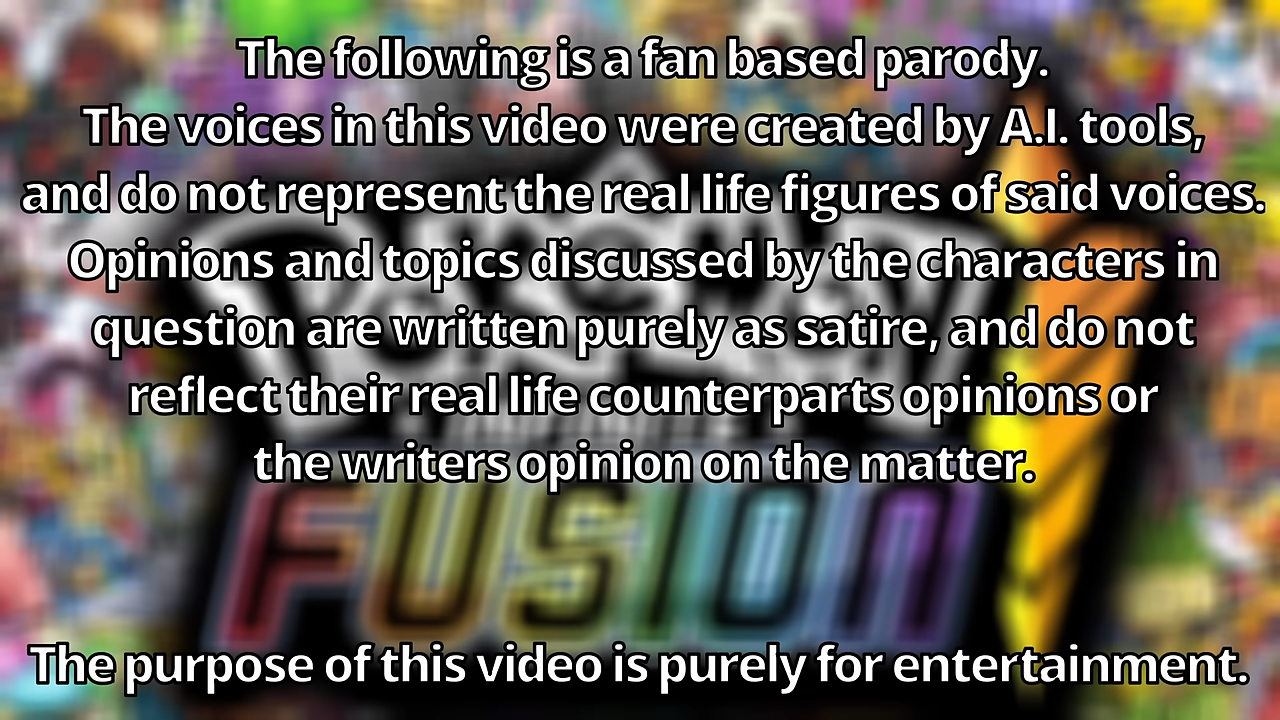 The following is a fan based parody.
The voices in this video were created by A.I. tools,
and do not represent the real life figures of said voices.
Opinions and topics discussed by the characters in
question are written purely as satire, and do not
reflect their real life counterparts opinions or
the writers opinion on the matter.
FUSION
The purpose of this video is purely for entertainment.